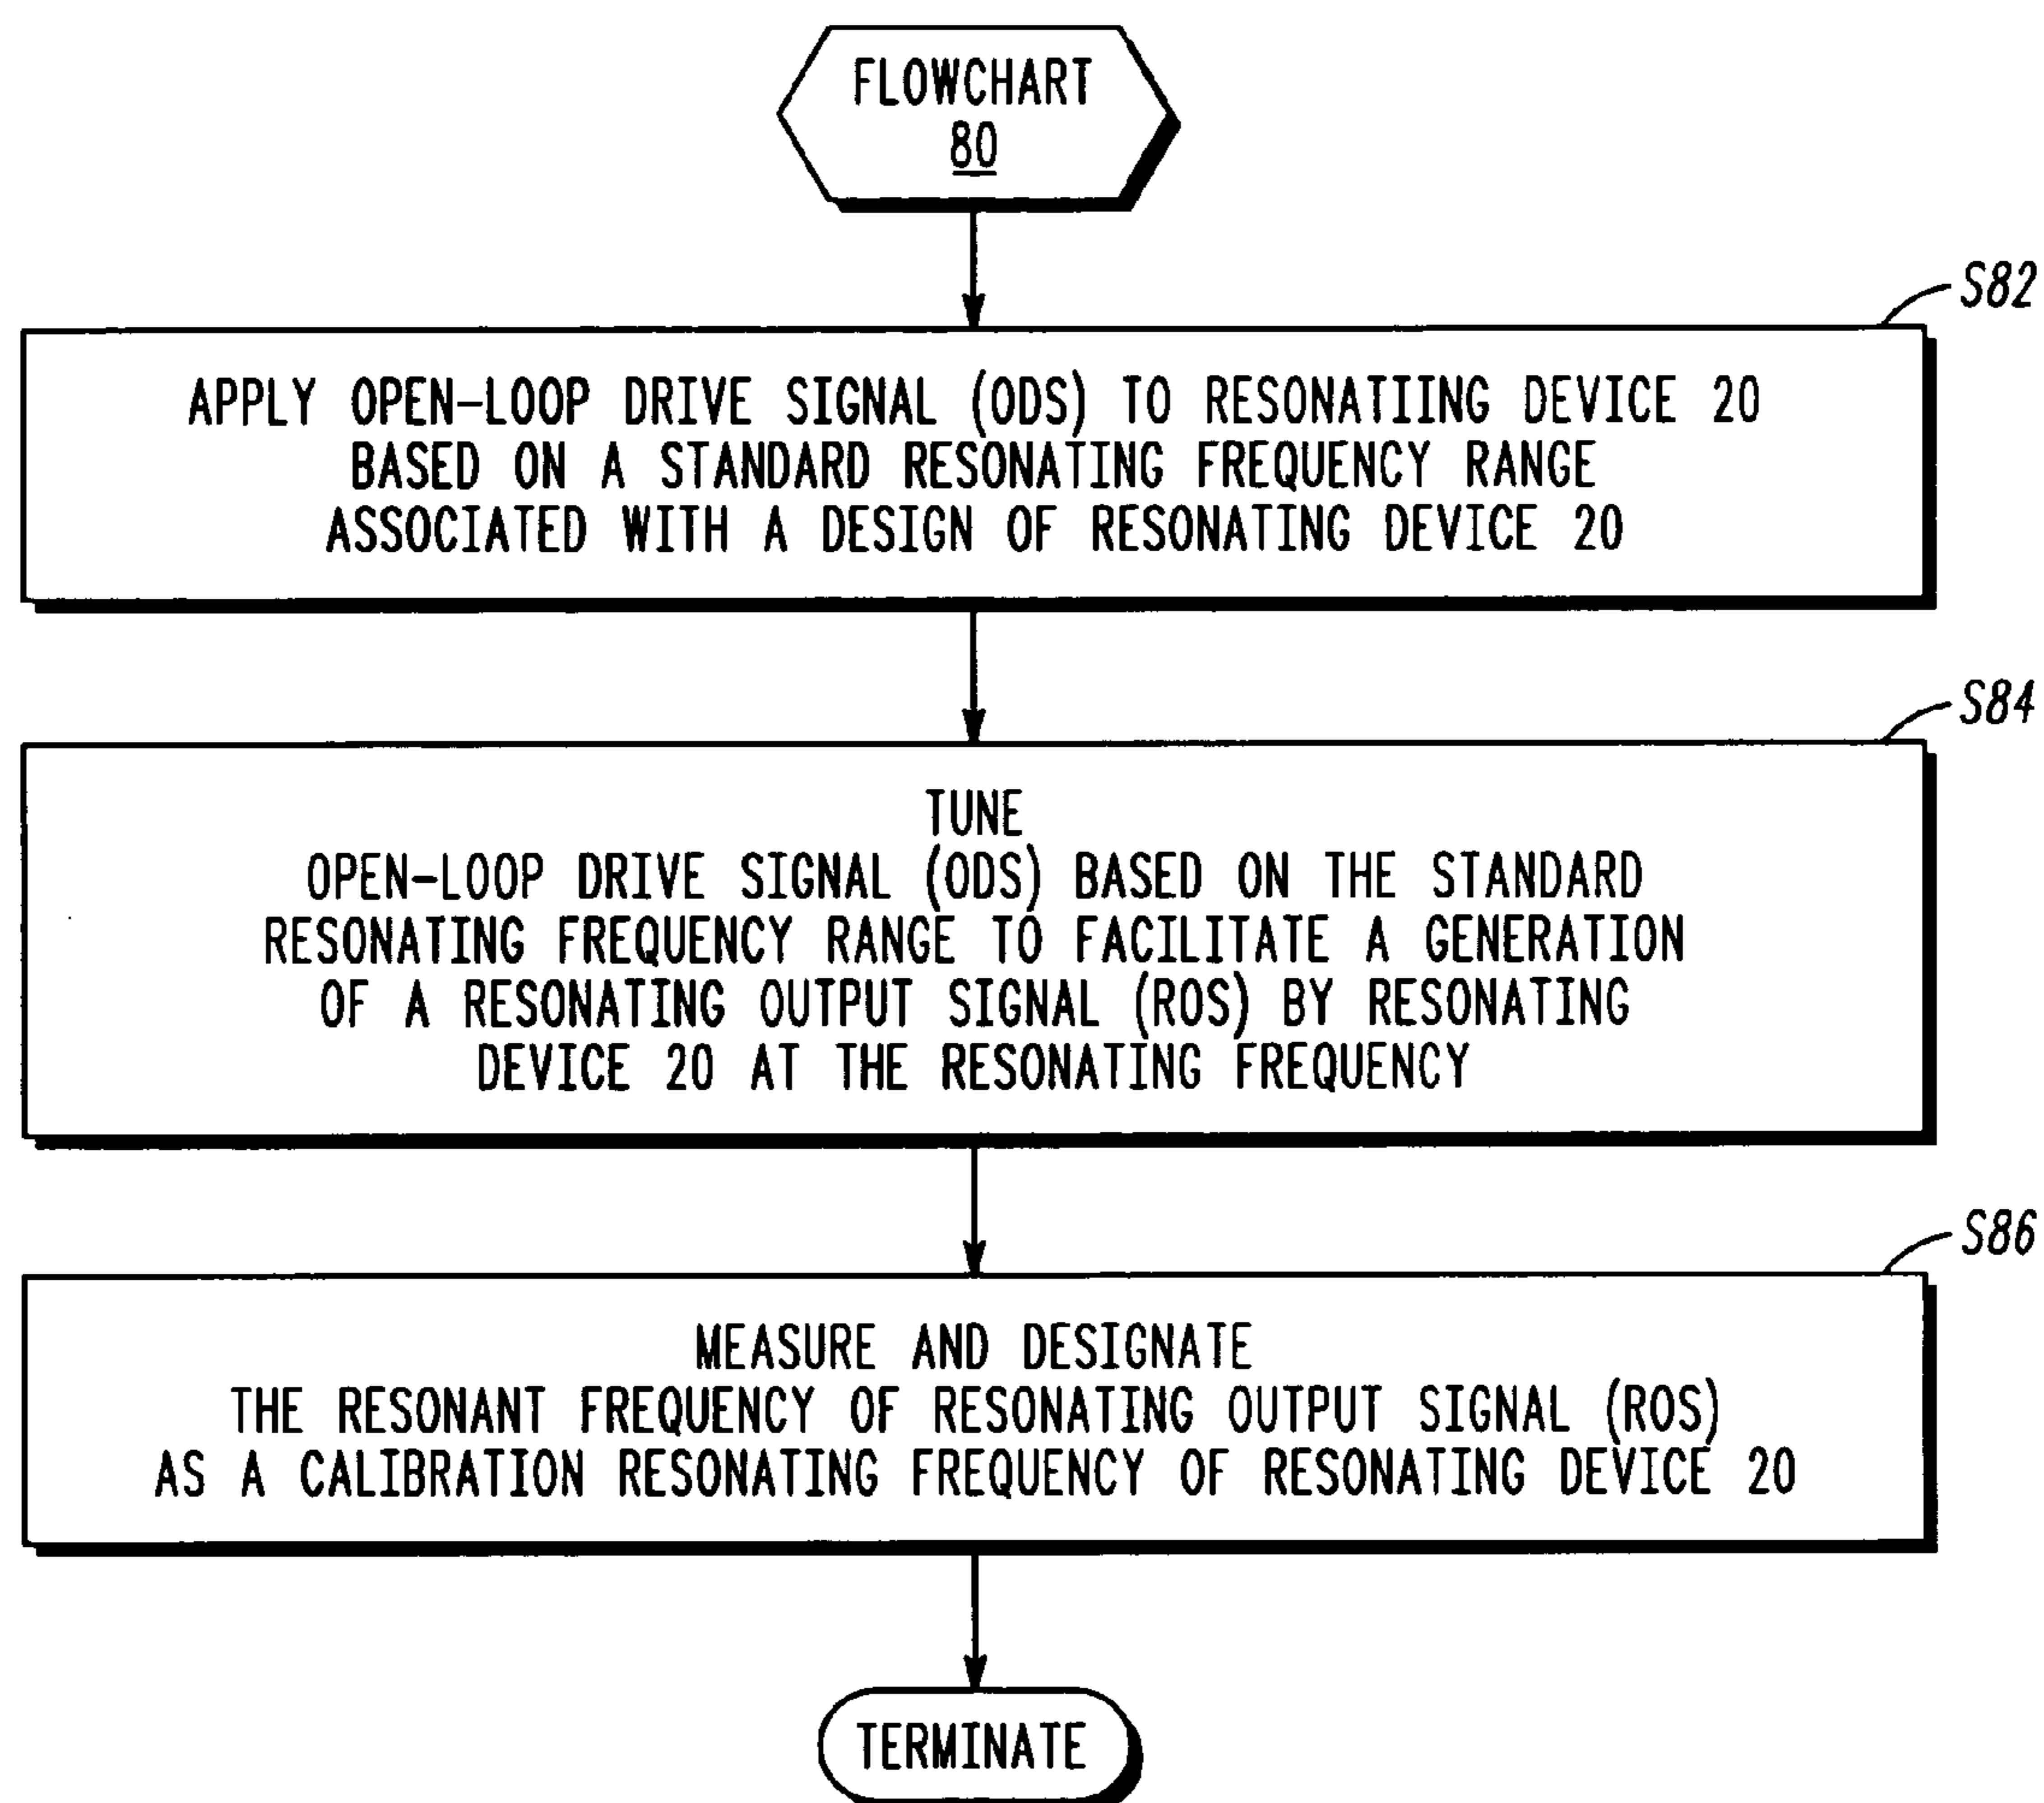 FLOWCHART
80
S82
APPLY OPEN-LOOP DRIVE SIGNAL (ODS) TO RESONATIING DEVICE 20
BASED ON A STANDARD RESONATING FREQUENCY RANGE
ASSOCIATED WITH A DESIGN OF RESONATING DEVICE 20
S84
TUNE
OPEN-LOOP DRIVE SIGNAL (ODS) BASED ON THE STANDARD
RESONATING FREQUENCY RANGE TO FACILITATE A GENERATION
OF A RESONATING OUTPUT SIGNAL (ROS) BY RESONATING
DEVICE 20 AT THE RESONATING FREQUENCY
S86
MEASURE AND DESIGNATE
THE RESONANT FREQUENCY OF RESONATING OUTPUT SIGNAL (ROS)
AS A CALIBRATION RESONATING FREQUENCY OF RESONATING DEVICE 20
TERMINATE